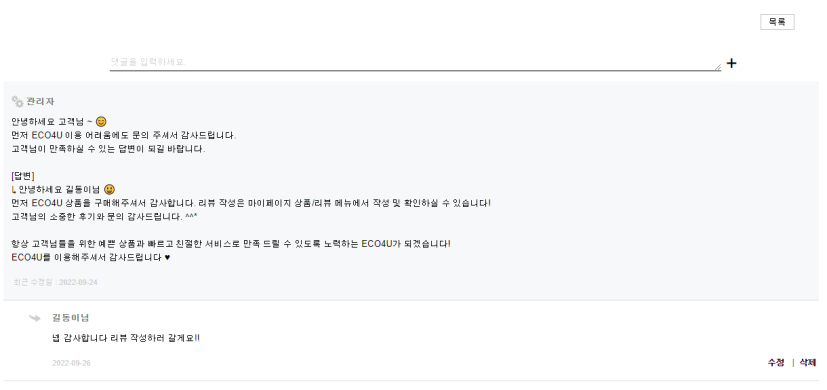 목록
댓글을 입력하세요.
+
관리자
안녕하세요 고객님 ~ 😊
먼저 ECO4U 이용 어려움에도 문의 주셔서 감사드립니다.
고객님이 만족하실 수 있는 답변이 되길 바랍니다.
[답변]
┖ 안녕하세요 길동이님 😊
먼저 ECO4U 상품을 구매해주셔서 감사합니다. 리뷰 작성은 마이페이지 상품/리뷰 메뉴에서 작성 및 확인하실 수 있습니다!
고객님의 소중한 후기와 문의 감사드립니다. ^^*
항상 고객님들을 위한 예쁜 상품과 빠르고 친절한 서비스로 만족 드릴 수 있도록 노력하는 ECO4U가 되겠습니다!
ECO4U를 이용해주셔서 감사드립니다 ♥
최근 수정일 : 2022-09-24
길동이님
넵 감사합니다 리뷰 작성하러 갈게요!!
2022-09-26
수정 | 삭제